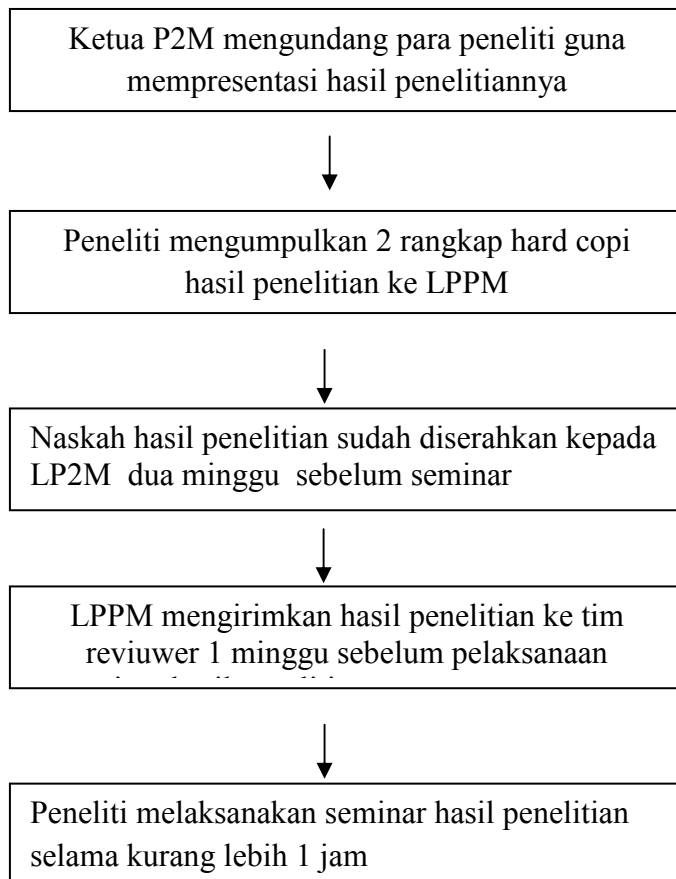 Ketua P2M mengundang para peneliti guna
mempresentasi hasil penelitiannya
Peneliti mengumpulkan 2 rangkap hard copi
hasil penelitian ke LPPM
Naskah hasil penelitian sudah diserahkan kepada
LP2M dua minggu sebelum seminar
LPPM mengirimkan hasil penelitian ke tim
reviuwer 1 minggu sebelum pelaksanaan
Peneliti melaksanakan seminar hasil penelitian
selama kurang lebih 1 jam